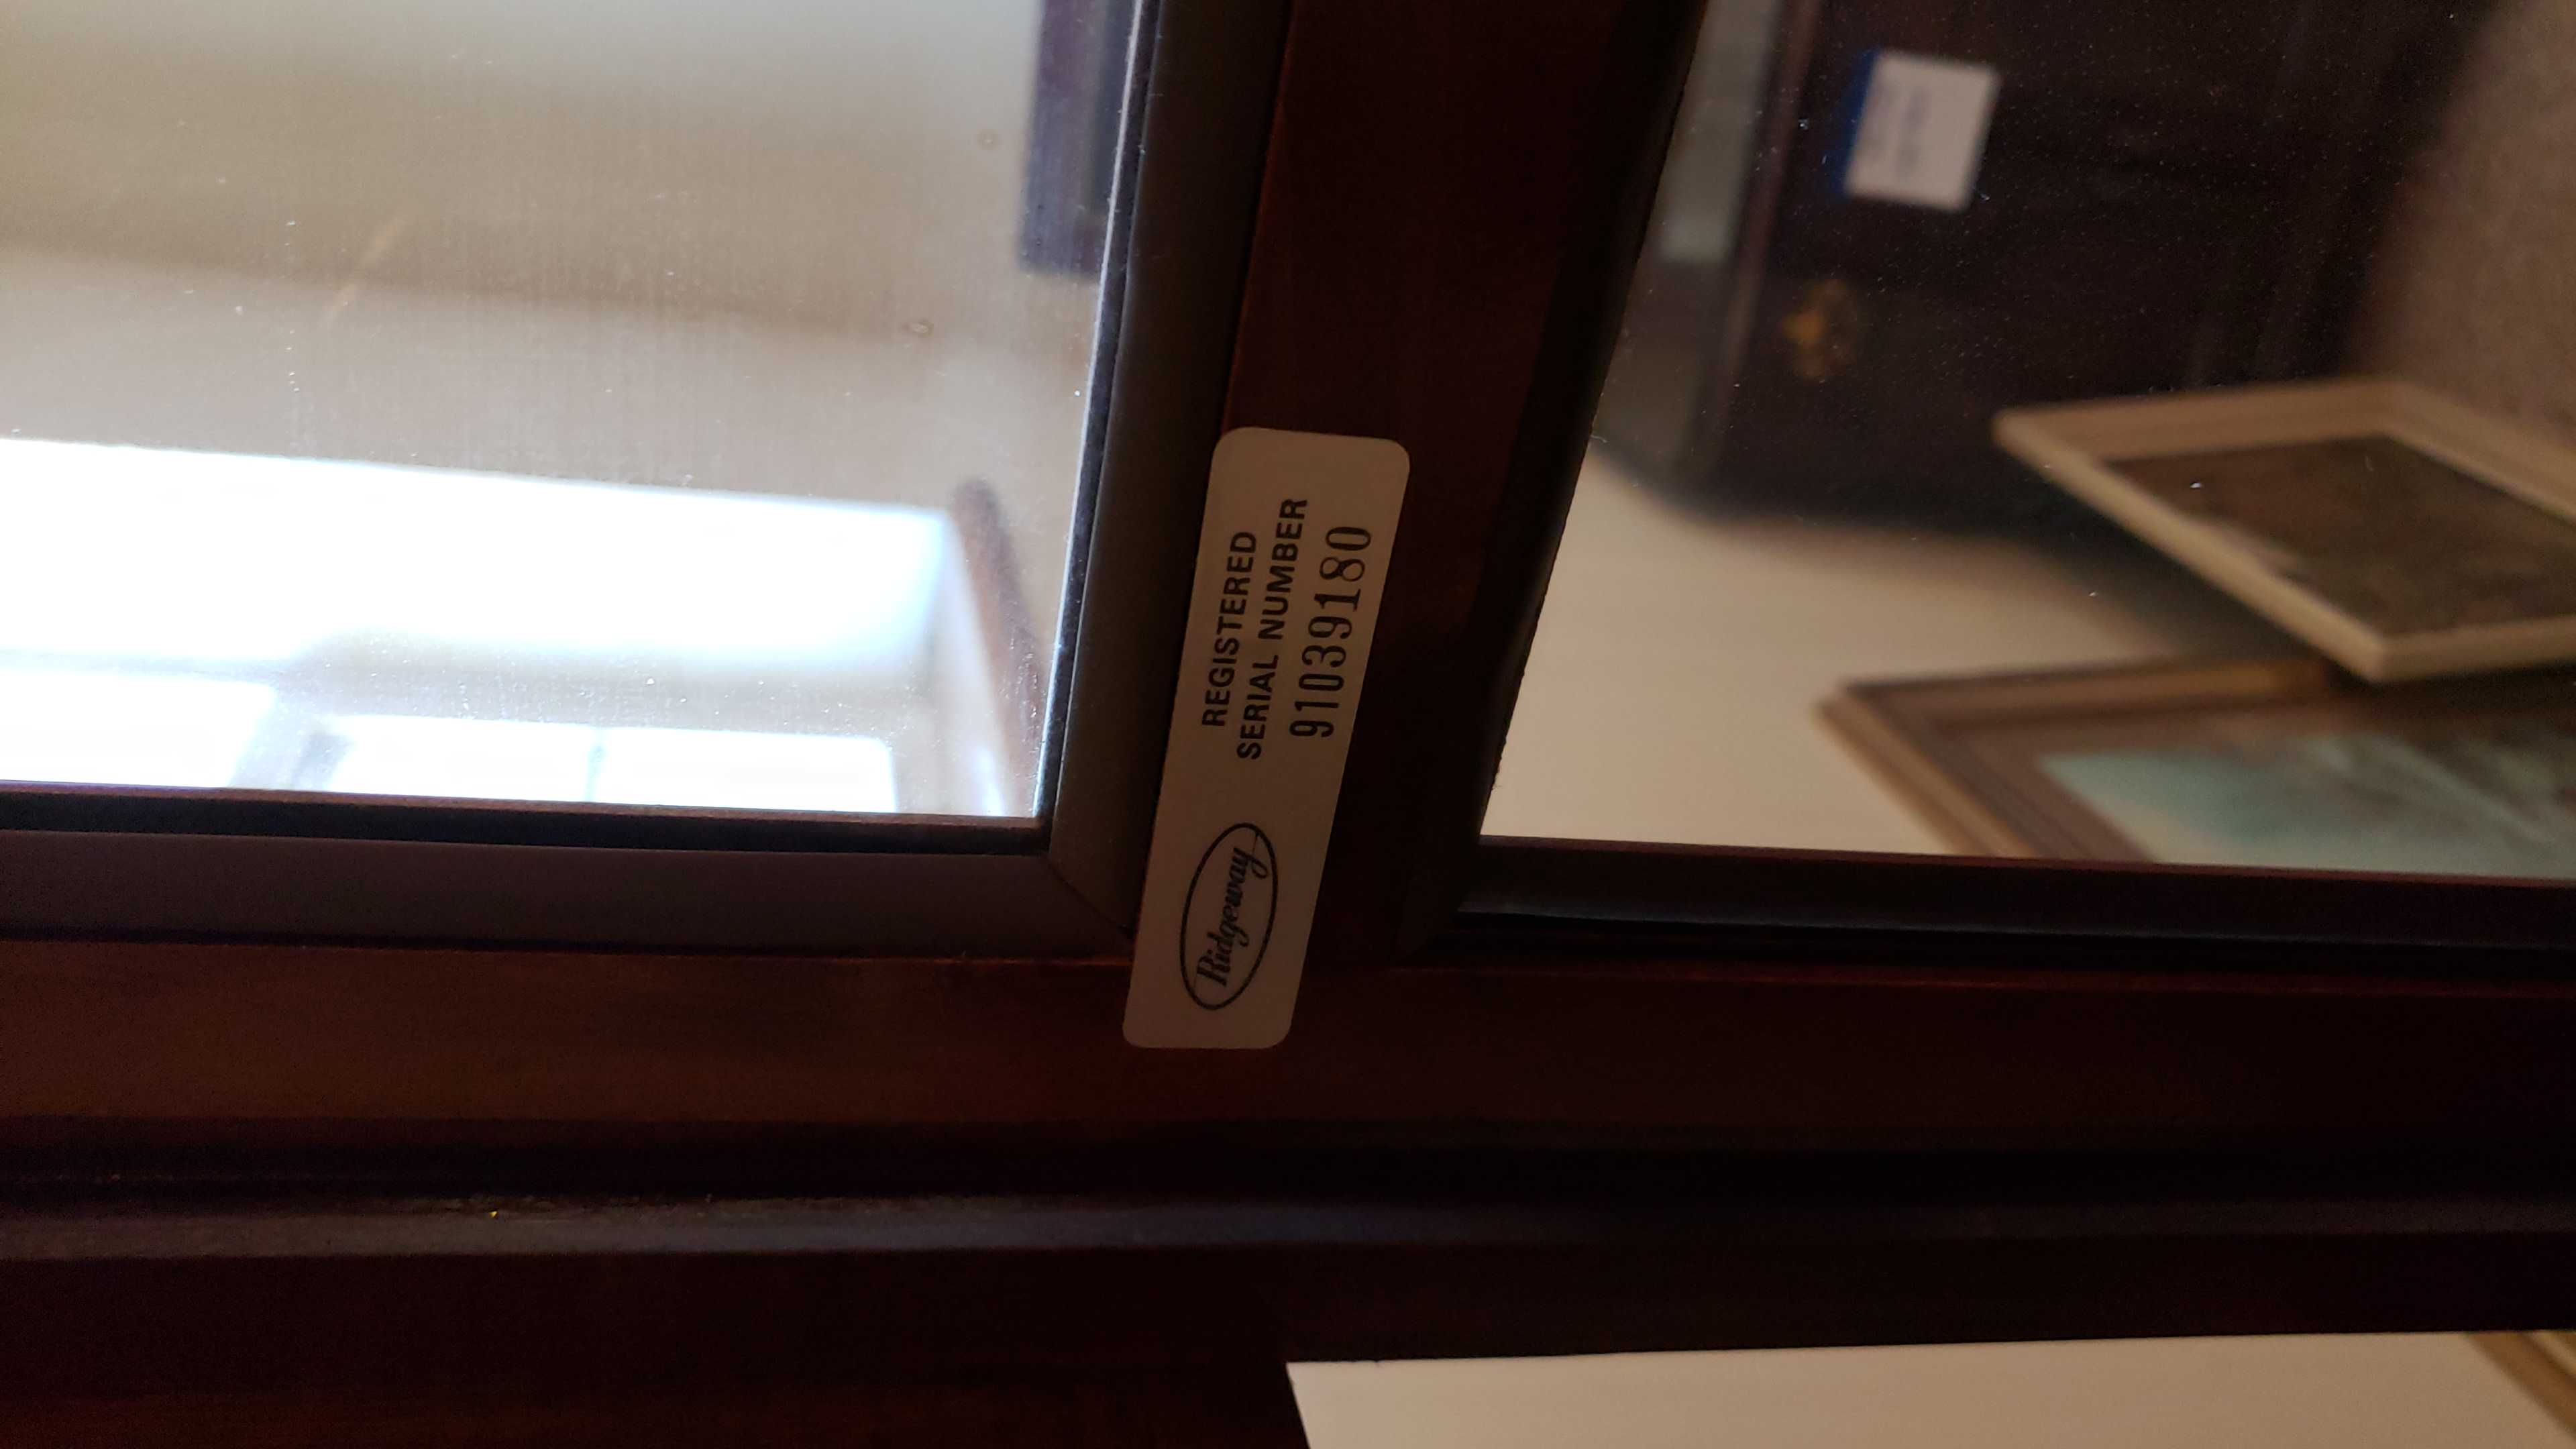 REGISTERED
SERIAL NUMBER
91039180
Ridgeway